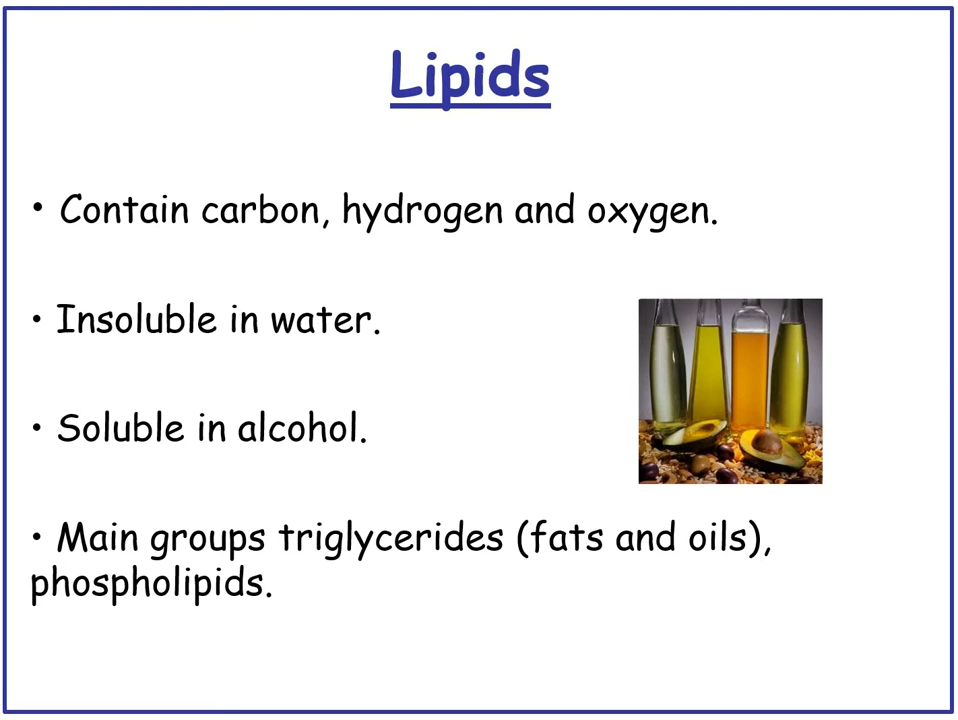 Lipids
• Contain carbon, hydrogen and oxygen.
• Insoluble in water.
• Soluble in alcohol.
• Main groups triglycerides (fats and oils),
phospholipids.